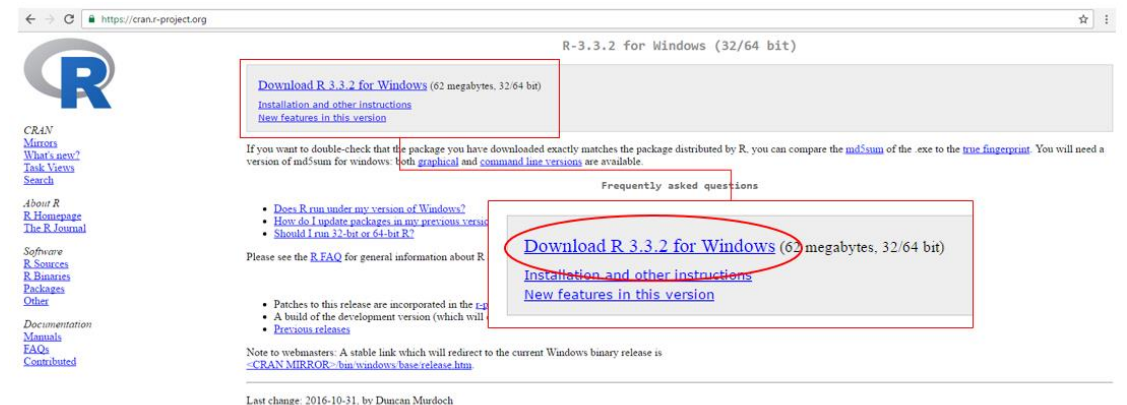 https://cran.r-project.org
R
R-3.3.2 for Windows (32/64 bit)
Download R 3.3.2 for Windows (62 megabytes, 32/64 bit)
Installation and other instructions
New features in this version
CRAN
Mirrors
What's new?
Task Views
Search
About R
R Homepage
The R Journal
Software
R Sources
R Binaries
Packages
Other
Documentation
Manuals
FAQs
Contributed
If you want to double-check that the package you have downloaded exactly matches the package distributed by R, you can compare the md5sum of the .exe to the true fingerprint. You will need a
version of md5sum for windows: both graphical and command line versions are available.
Frequently asked questions
Does R run under my version of Windows?
How do I update packages in my previous
Should I run 32-bit or 64-bit R?
Please see the R FAQ for general information about R
Patches to this release are incorporated in the
A build of the development version (which will
Previous releases
Download R 3.3.2 for Windows (62 megabytes, 32/64 bit)
Installation and other instructions
New features in this version
Note to webmasters: A stable link which will redirect to the current Windows binary release is
<CRAN MIRROR>/bin/windows/base/release.htm.
Last change: 2016-10-31, by Duncan Murdoch